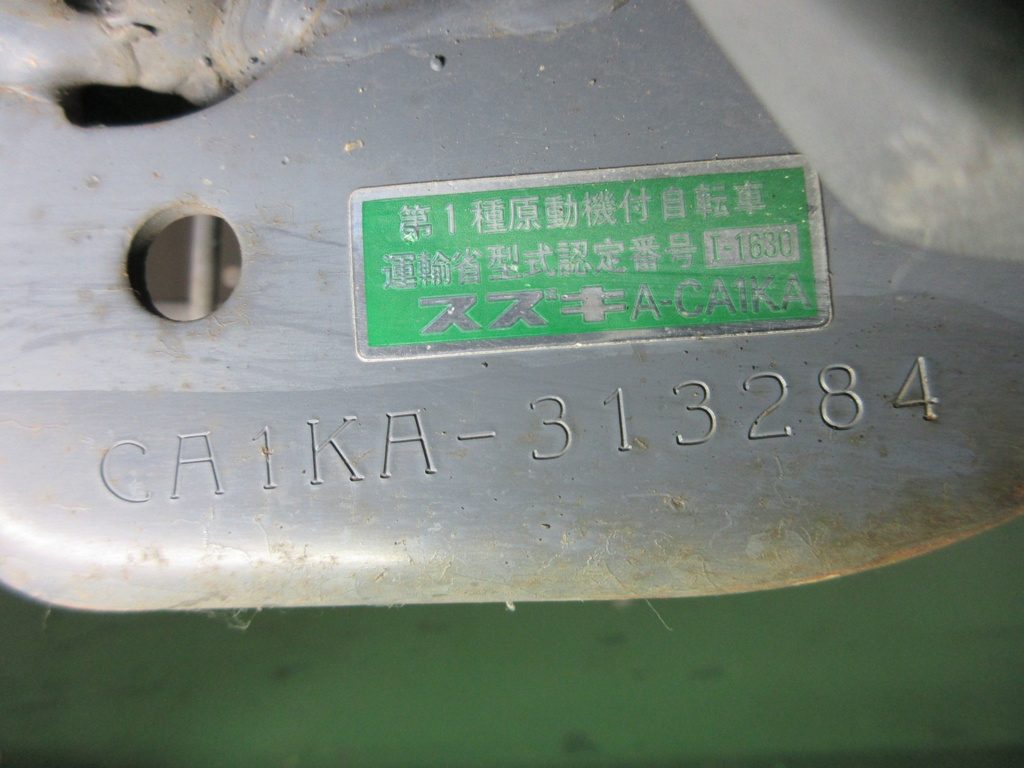 第1種原動機付自転車
運輸省型式認定番号 I-1630
スズキ A-CA1KA
CA1KA-313284